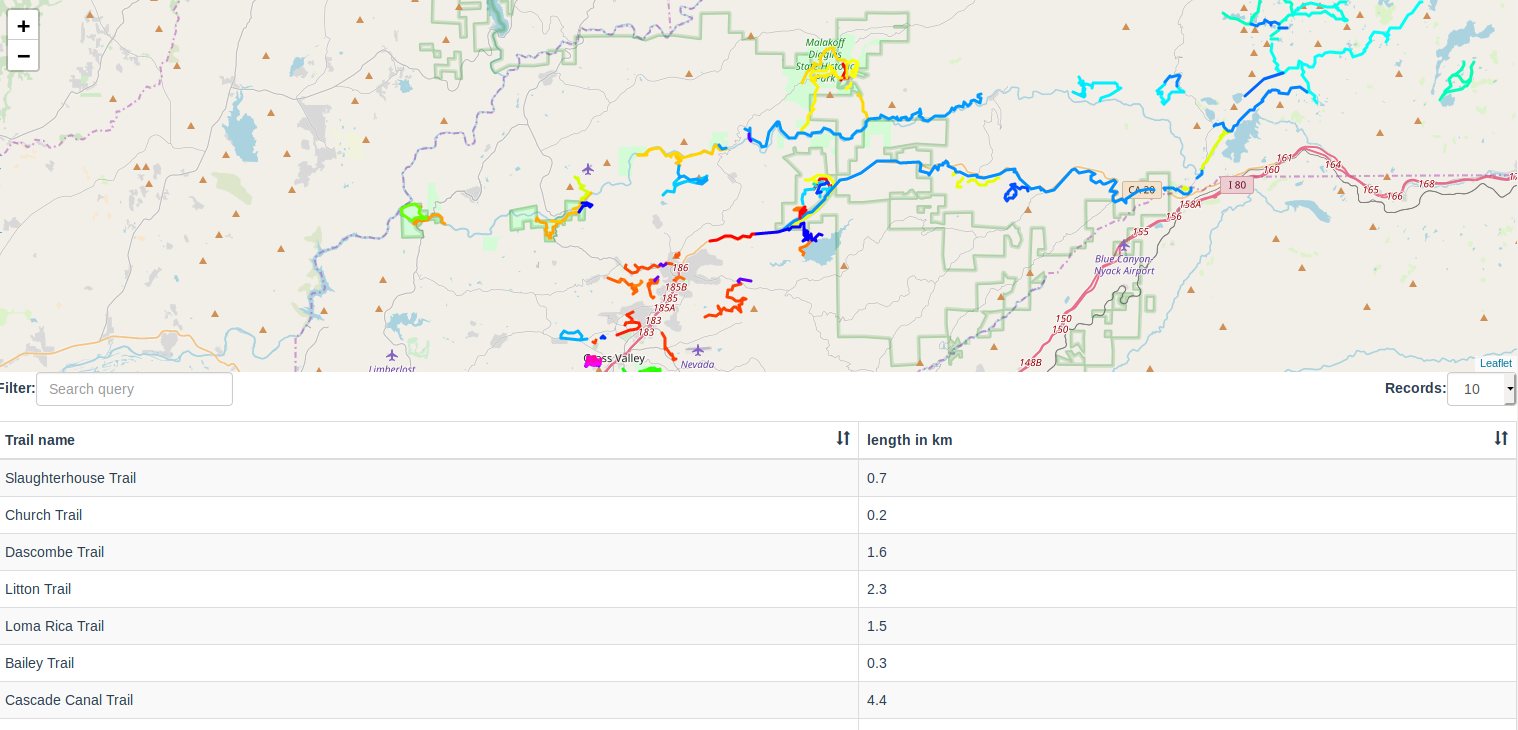 +
−
Malakoff
Diggins
State Historic
Park
161
160
164
165
166
168
I 80
CA 20
158A
156
155
Blue Canyon-
Nyack Airport
150
150
148B
186
185B
185
185A
183
183
Grass Valley
Nevada
Limberlost
Leaflet
Filter: Search query
Records: 10
Trail name length in km
Slaughterhouse Trail 0.7
Church Trail 0.2
Dascombe Trail 1.6
Litton Trail 2.3
Loma Rica Trail 1.5
Bailey Trail 0.3
Cascade Canal Trail 4.4